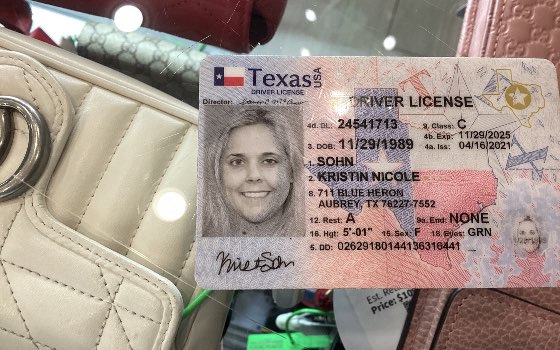 Texas USA
DRIVER LICENSE
Director:
DRIVER LICENSE
4d. DL: 24541713 9. Class: C
4b. Exp: 11/29/2025
3. DOB: 11/29/1989 4a. Iss: 04/16/2021
1. SOHN
2. KRISTIN NICOLE
8. 711 BLUE HERON
AUBREY, TX 76227-7552
12. Rest: A 9a. End: NONE
16. Hgt: 5'-01" 15. Sex: F 18. Eyes: GRN
5. DD: 02629180144136316441
Est. Re
Price: $10